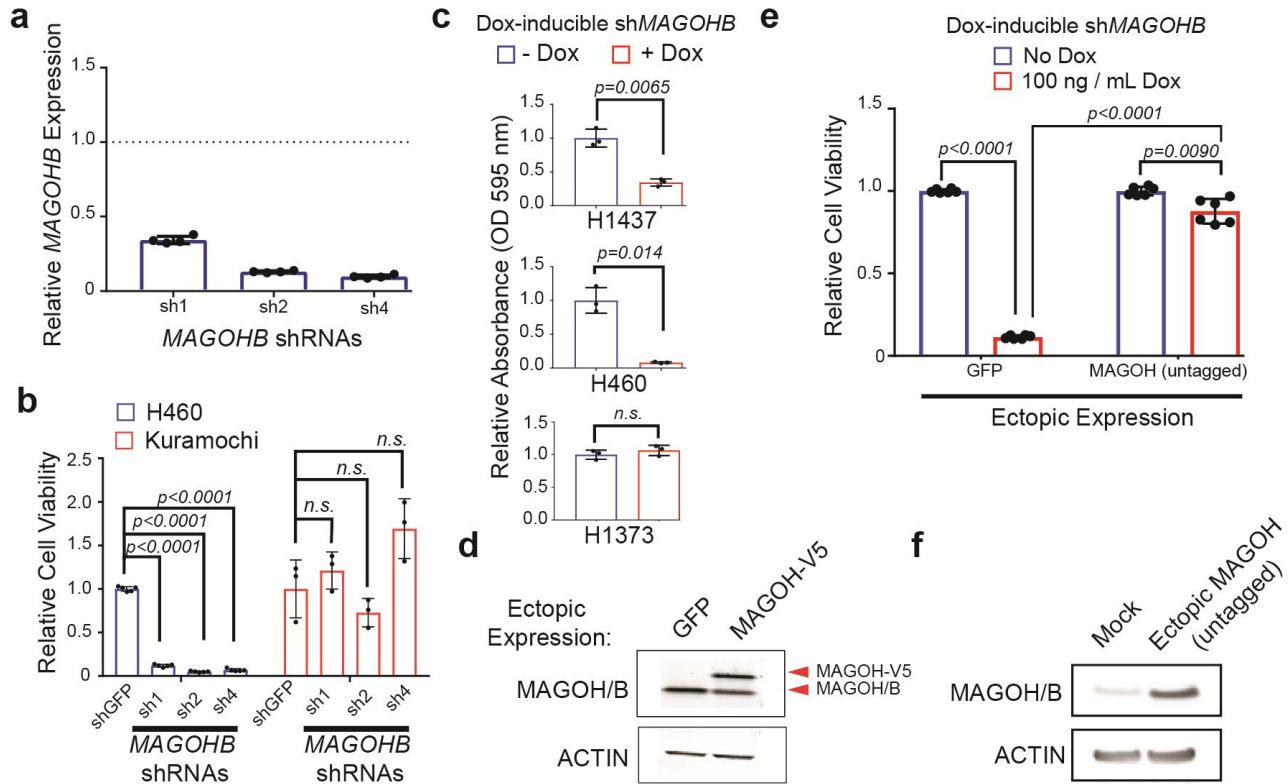 a
Relative MAGOHB Expression
1.5
1.0
0.5
0
sh1
sh2
sh4
MAGOHB shRNAs
b
H460
Kuramochi
Relative Cell Viability
2.5
2.0
1.5
1.0
0.5
0
p<0.0001
p<0.0001
p<0.0001
n.s.
n.s.
n.s.
shGFP
sh1
sh2
sh4
shGFP
sh1
sh2
sh4
MAGOHB
shRNAs
MAGOHB
shRNAs
c
Dox-inducible shMAGOHB
- Dox
+ Dox
Relative Absorbance (OD 595 nm)
p=0.0065
1.5
1.0
0.5
0.0
H1437
p=0.014
1.5
1.0
0.5
0.0
H460
n.s.
1.5
1.0
0.5
0.0
H1373
d
Ectopic
Expression:
GFP
MAGOH-V5
MAGOH/B
MAGOH-V5
MAGOH/B
ACTIN
e
Dox-inducible shMAGOHB
No Dox
100 ng / mL Dox
Relative Cell Viability
1.0
0.5
0
p<0.0001
p<0.0001
p=0.0090
GFP
MAGOH (untagged)
Ectopic Expression
f
Mock
Ectopic MAGOH
(untagged)
MAGOH/B
ACTIN